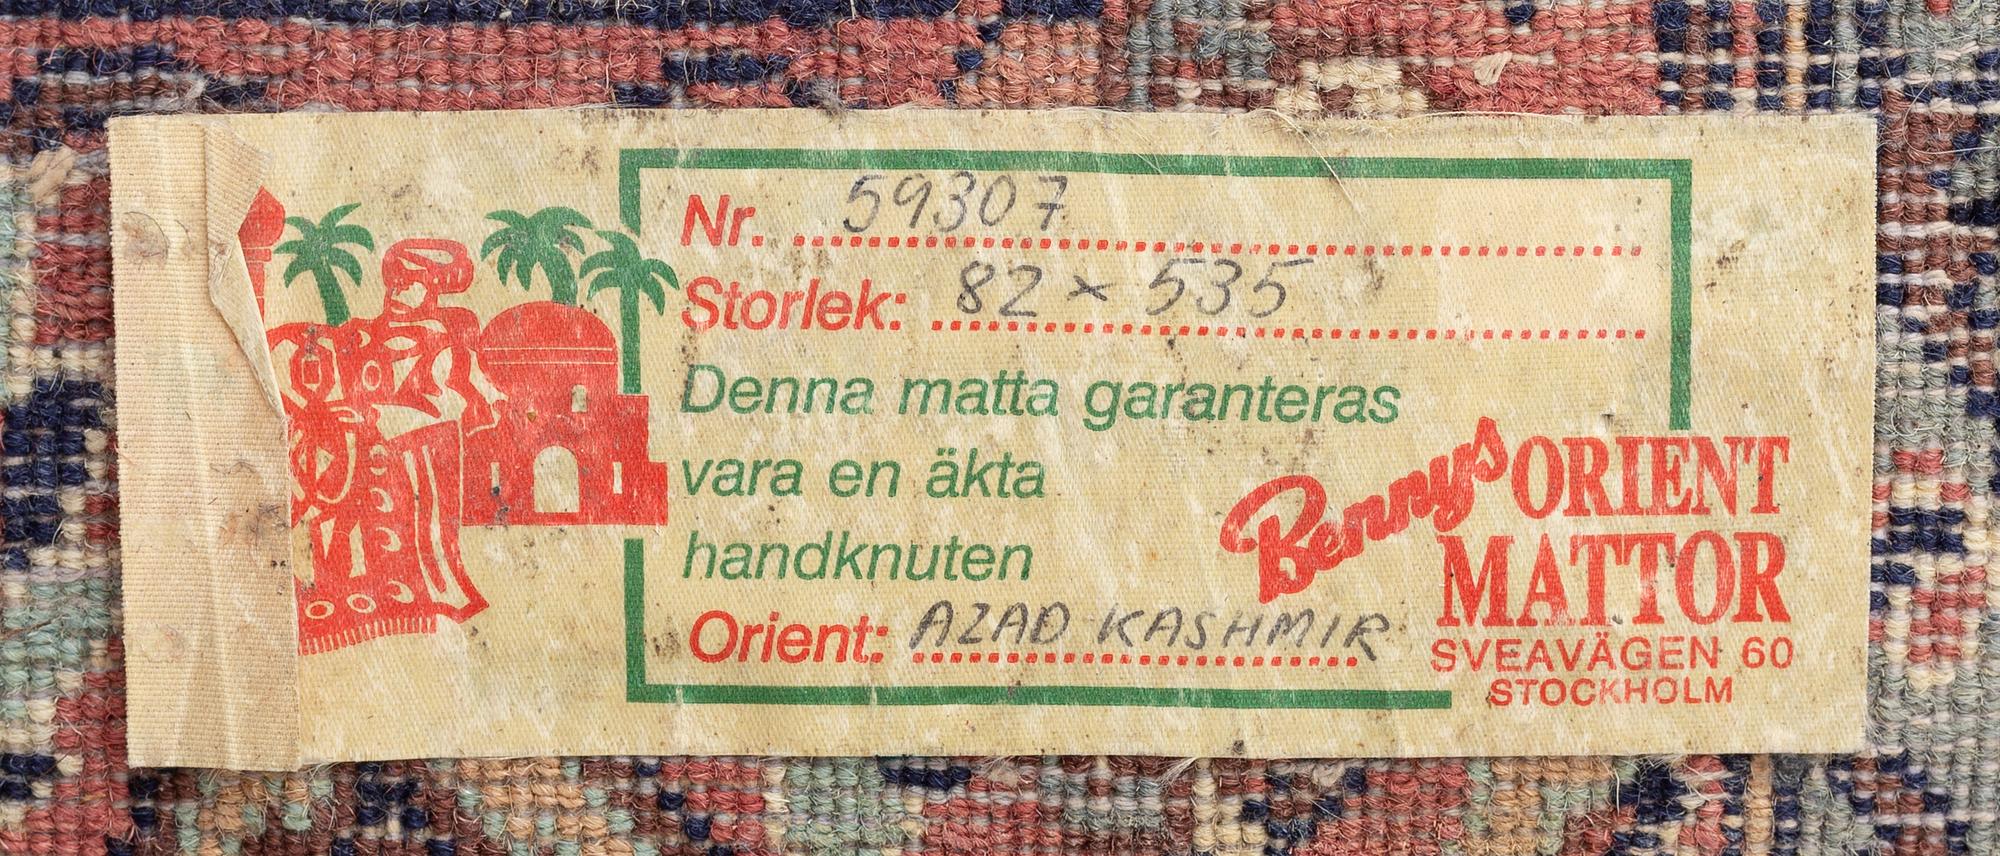 Nr. 59307
Storlek: 82 x 535
Denna matta garanteras
vara en äkta
handknuten
Orient: AZAD KASHMIR
Bennys ORIENT
MATTOR
SVEAVÄGEN 60
STOCKHOLM